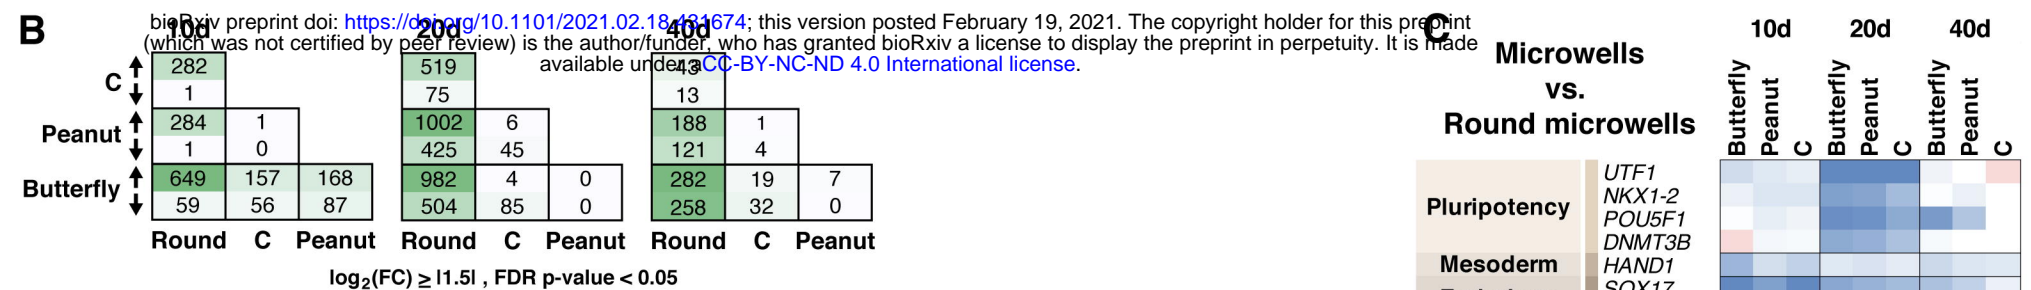 B
bioRxiv preprint doi: https://doi.org/10.1101/2021.02.18.431674; this version posted February 19, 2021. The copyright holder for this preprint
(which was not certified by peer review) is the author/funder, who has granted bioRxiv a license to display the preprint in perpetuity. It is made
available under aCC-BY-NC-ND 4.0 International license.
10d 20d 40d
C 282 519 43
1 75 13
Peanut 284 1 1002 6 188 1
1 0 425 45 121 4
Butterfly 649 157 168 982 4 0 282 19 7
59 56 87 504 85 0 258 32 0
Round C Peanut Round C Peanut Round C Peanut
log2(FC) ≥ |1.5| , FDR p-value < 0.05
C
Microwells
vs.
Round microwells
10d 20d 40d
Butterfly Peanut C Butterfly Peanut C Butterfly Peanut C
Pluripotency
UTF1
NKX1-2
POU5F1
DNMT3B
Mesoderm HAND1
SOX17